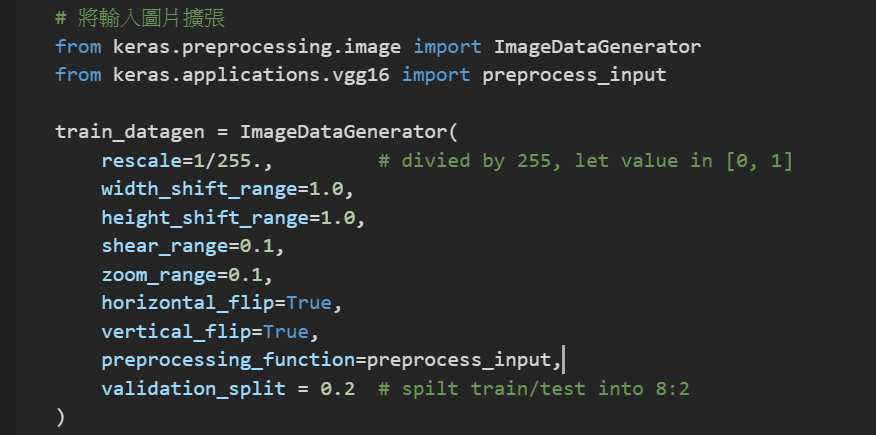 # 將輸入圖片擴張
from keras.preprocessing.image import ImageDataGenerator
from keras.applications.vgg16 import preprocess_input
train_datagen = ImageDataGenerator(
rescale=1/255.,         # divied by 255, let value in [0, 1]
width_shift_range=1.0,
height_shift_range=1.0,
shear_range=0.1,
zoom_range=0.1,
horizontal_flip=True,
vertical_flip=True,
preprocessing_function=preprocess_input,
validation_split = 0.2  # spilt train/test into 8:2
)